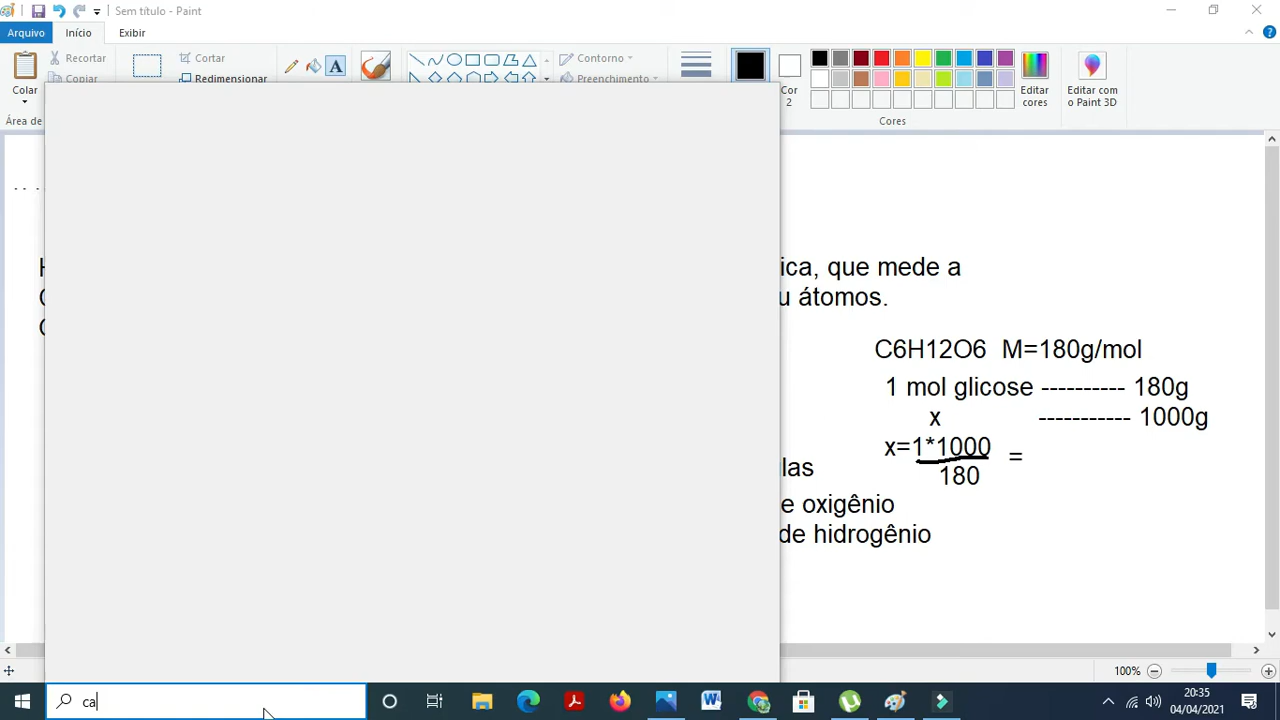 Sem título - Paint
Arquivo Início Exibir
Colar
Recortar
Copiar
Cortar
Redimensionar
A
Contorno
Preenchimento
Cor
2
Editar
cores
Editar com
o Paint 3D
Área de
Cores
ica, que mede a
u átomos.
C6H12O6 M=180g/mol
1 mol glicose ---------- 180g
x ----------- 1000g
x=1*1000 =
180
las
e oxigênio
de hidrogênio
100%
ca
20:35
04/04/2021